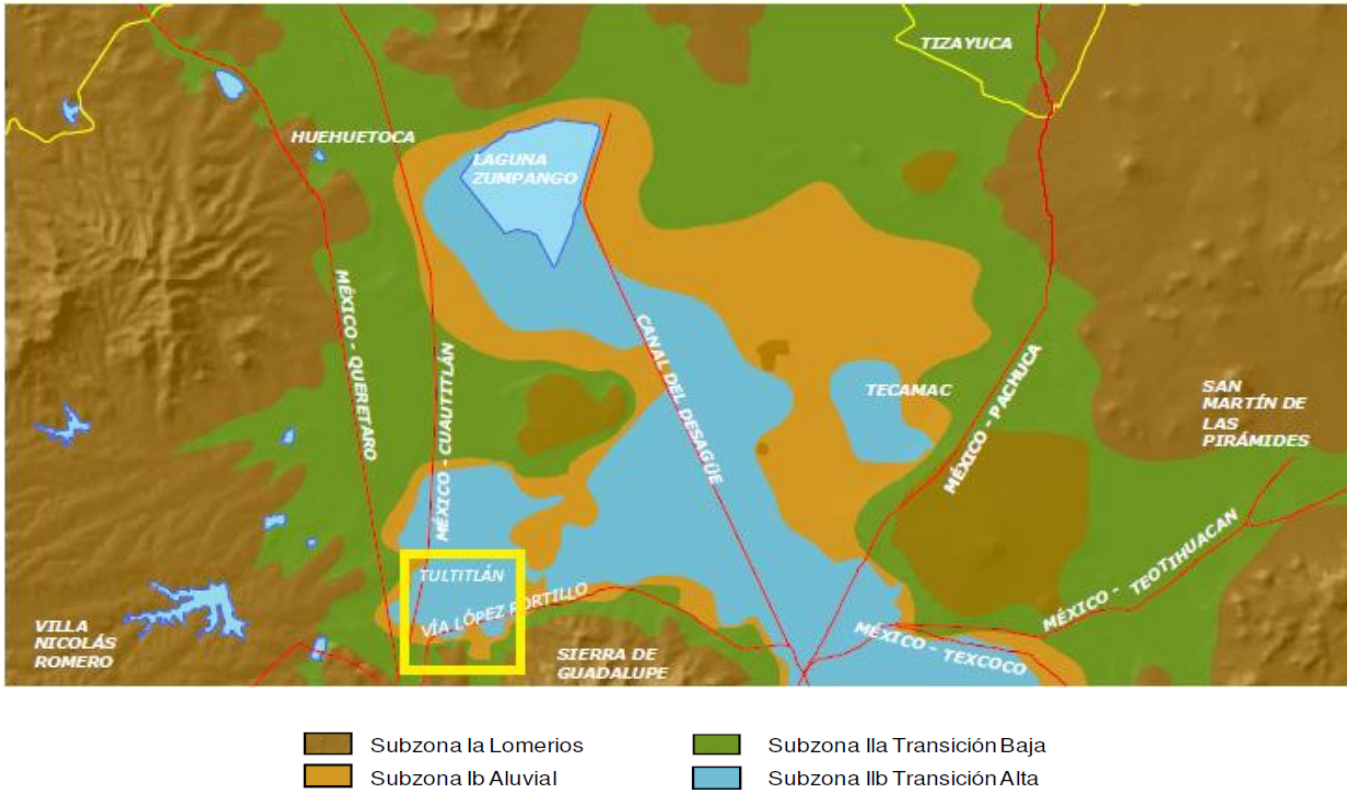 TIZAYUCA
HUEHUETOCA
LAGUNA
ZUMPANGO
MÉXICO - QUERETARO
MÉXICO - CUAUTITLÁN
CANAL DEL DESAGÜE
TECAMAC
MÉXICO - PACHUCA
SAN
MARTÍN DE
LAS
PIRÁMIDES
TULTITLÁN
VÍA LÓPEZ PORTILLO
MÉXICO - TEOTIHUACAN
VILLA
NICOLÁS
ROMERO
SIERRA DE
GUADALUPE
MÉXICO - TEXCOCO
Subzona Ia Lomerios
Subzona IIa Transición Baja
Subzona Ib Aluvial
Subzona IIb Transición Alta